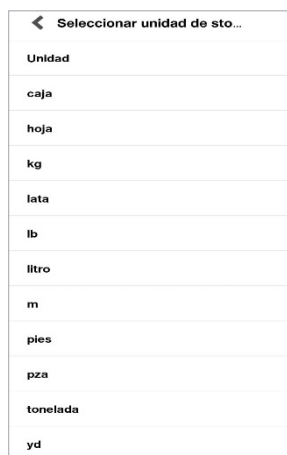 Seleccionar unidad de sto...
Unidad
caja
hoja
kg
lata
lb
litro
m
pies
pza
tonelada
yd